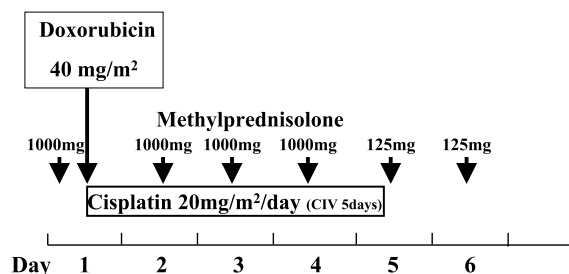 Doxorubicin
40 mg/m²
Methylprednisolone
1000mg 1000mg 1000mg 1000mg 125mg 125mg
Cisplatin 20mg/m²/day (CIV 5days)
Day 1 2 3 4 5 6